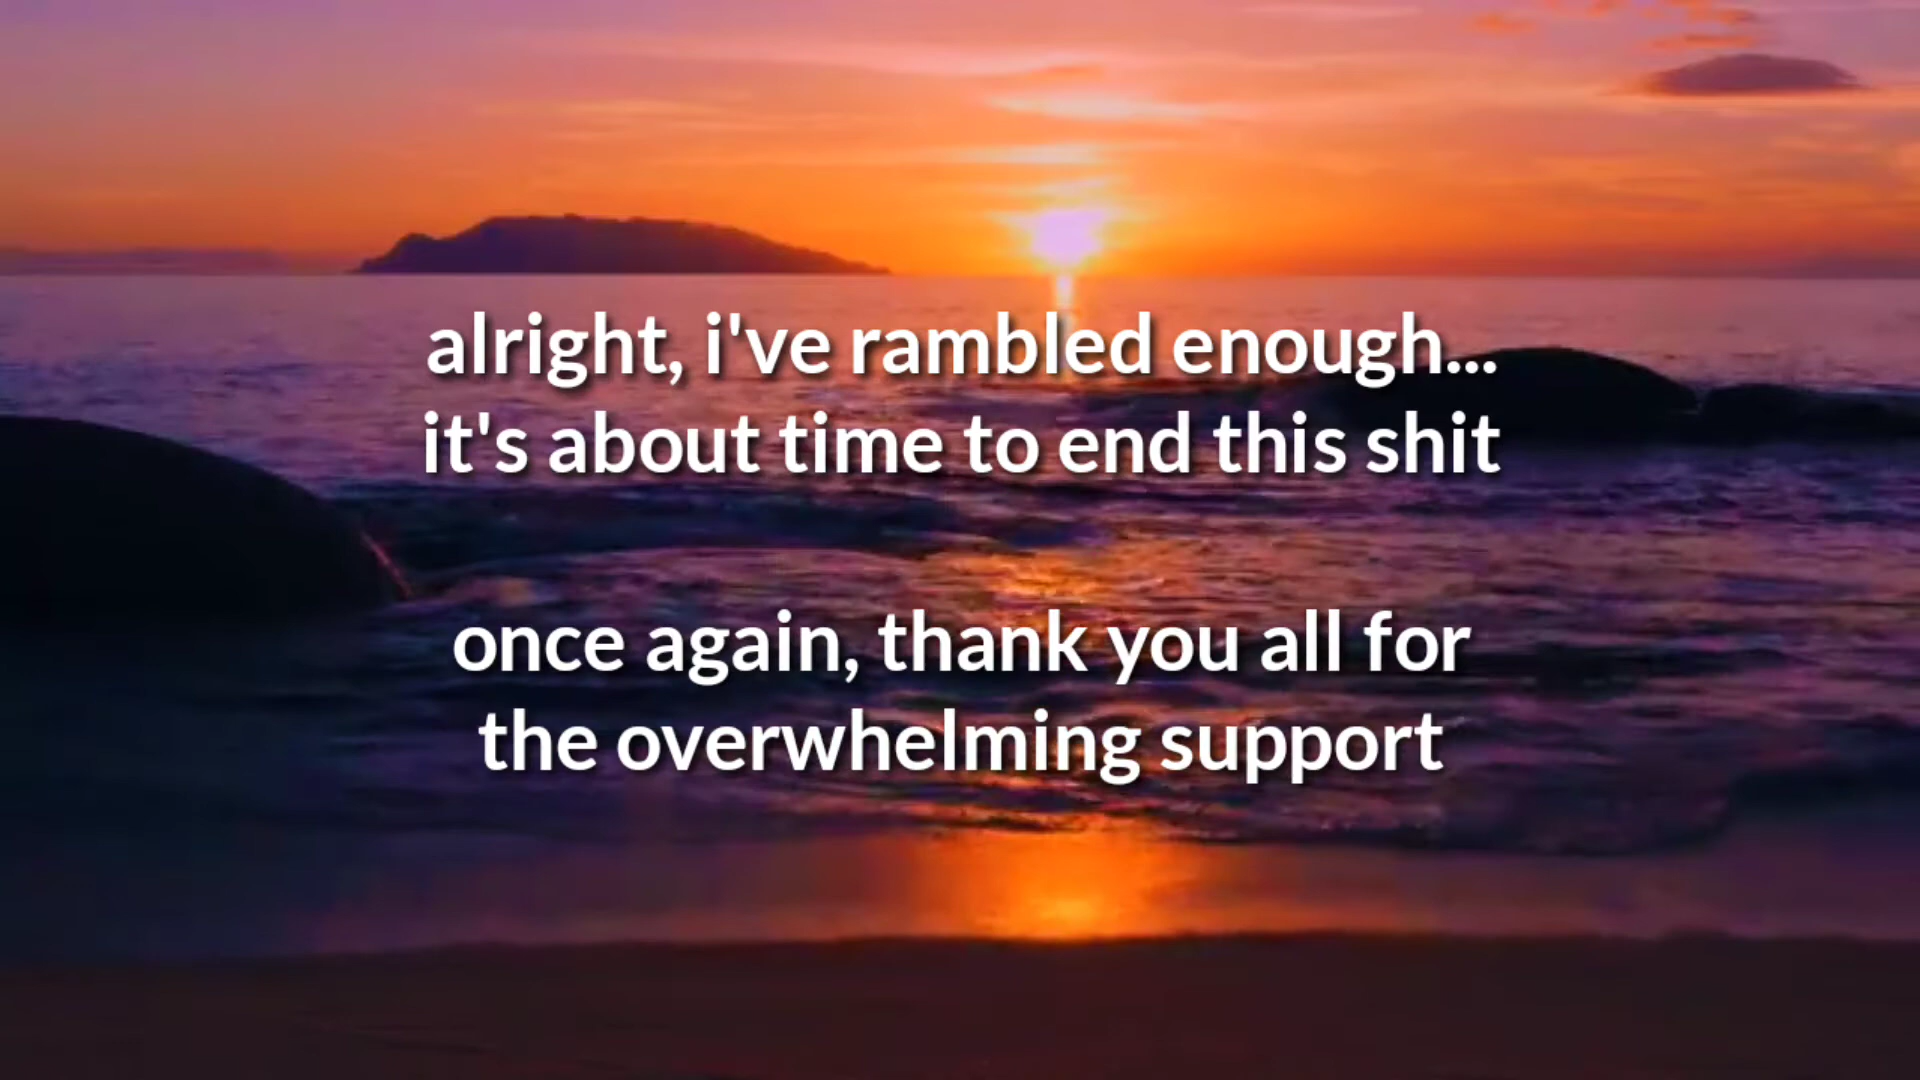 alright, i've rambled enough...
it's about time to end this shit
once again, thank you all for
the overwhelming support